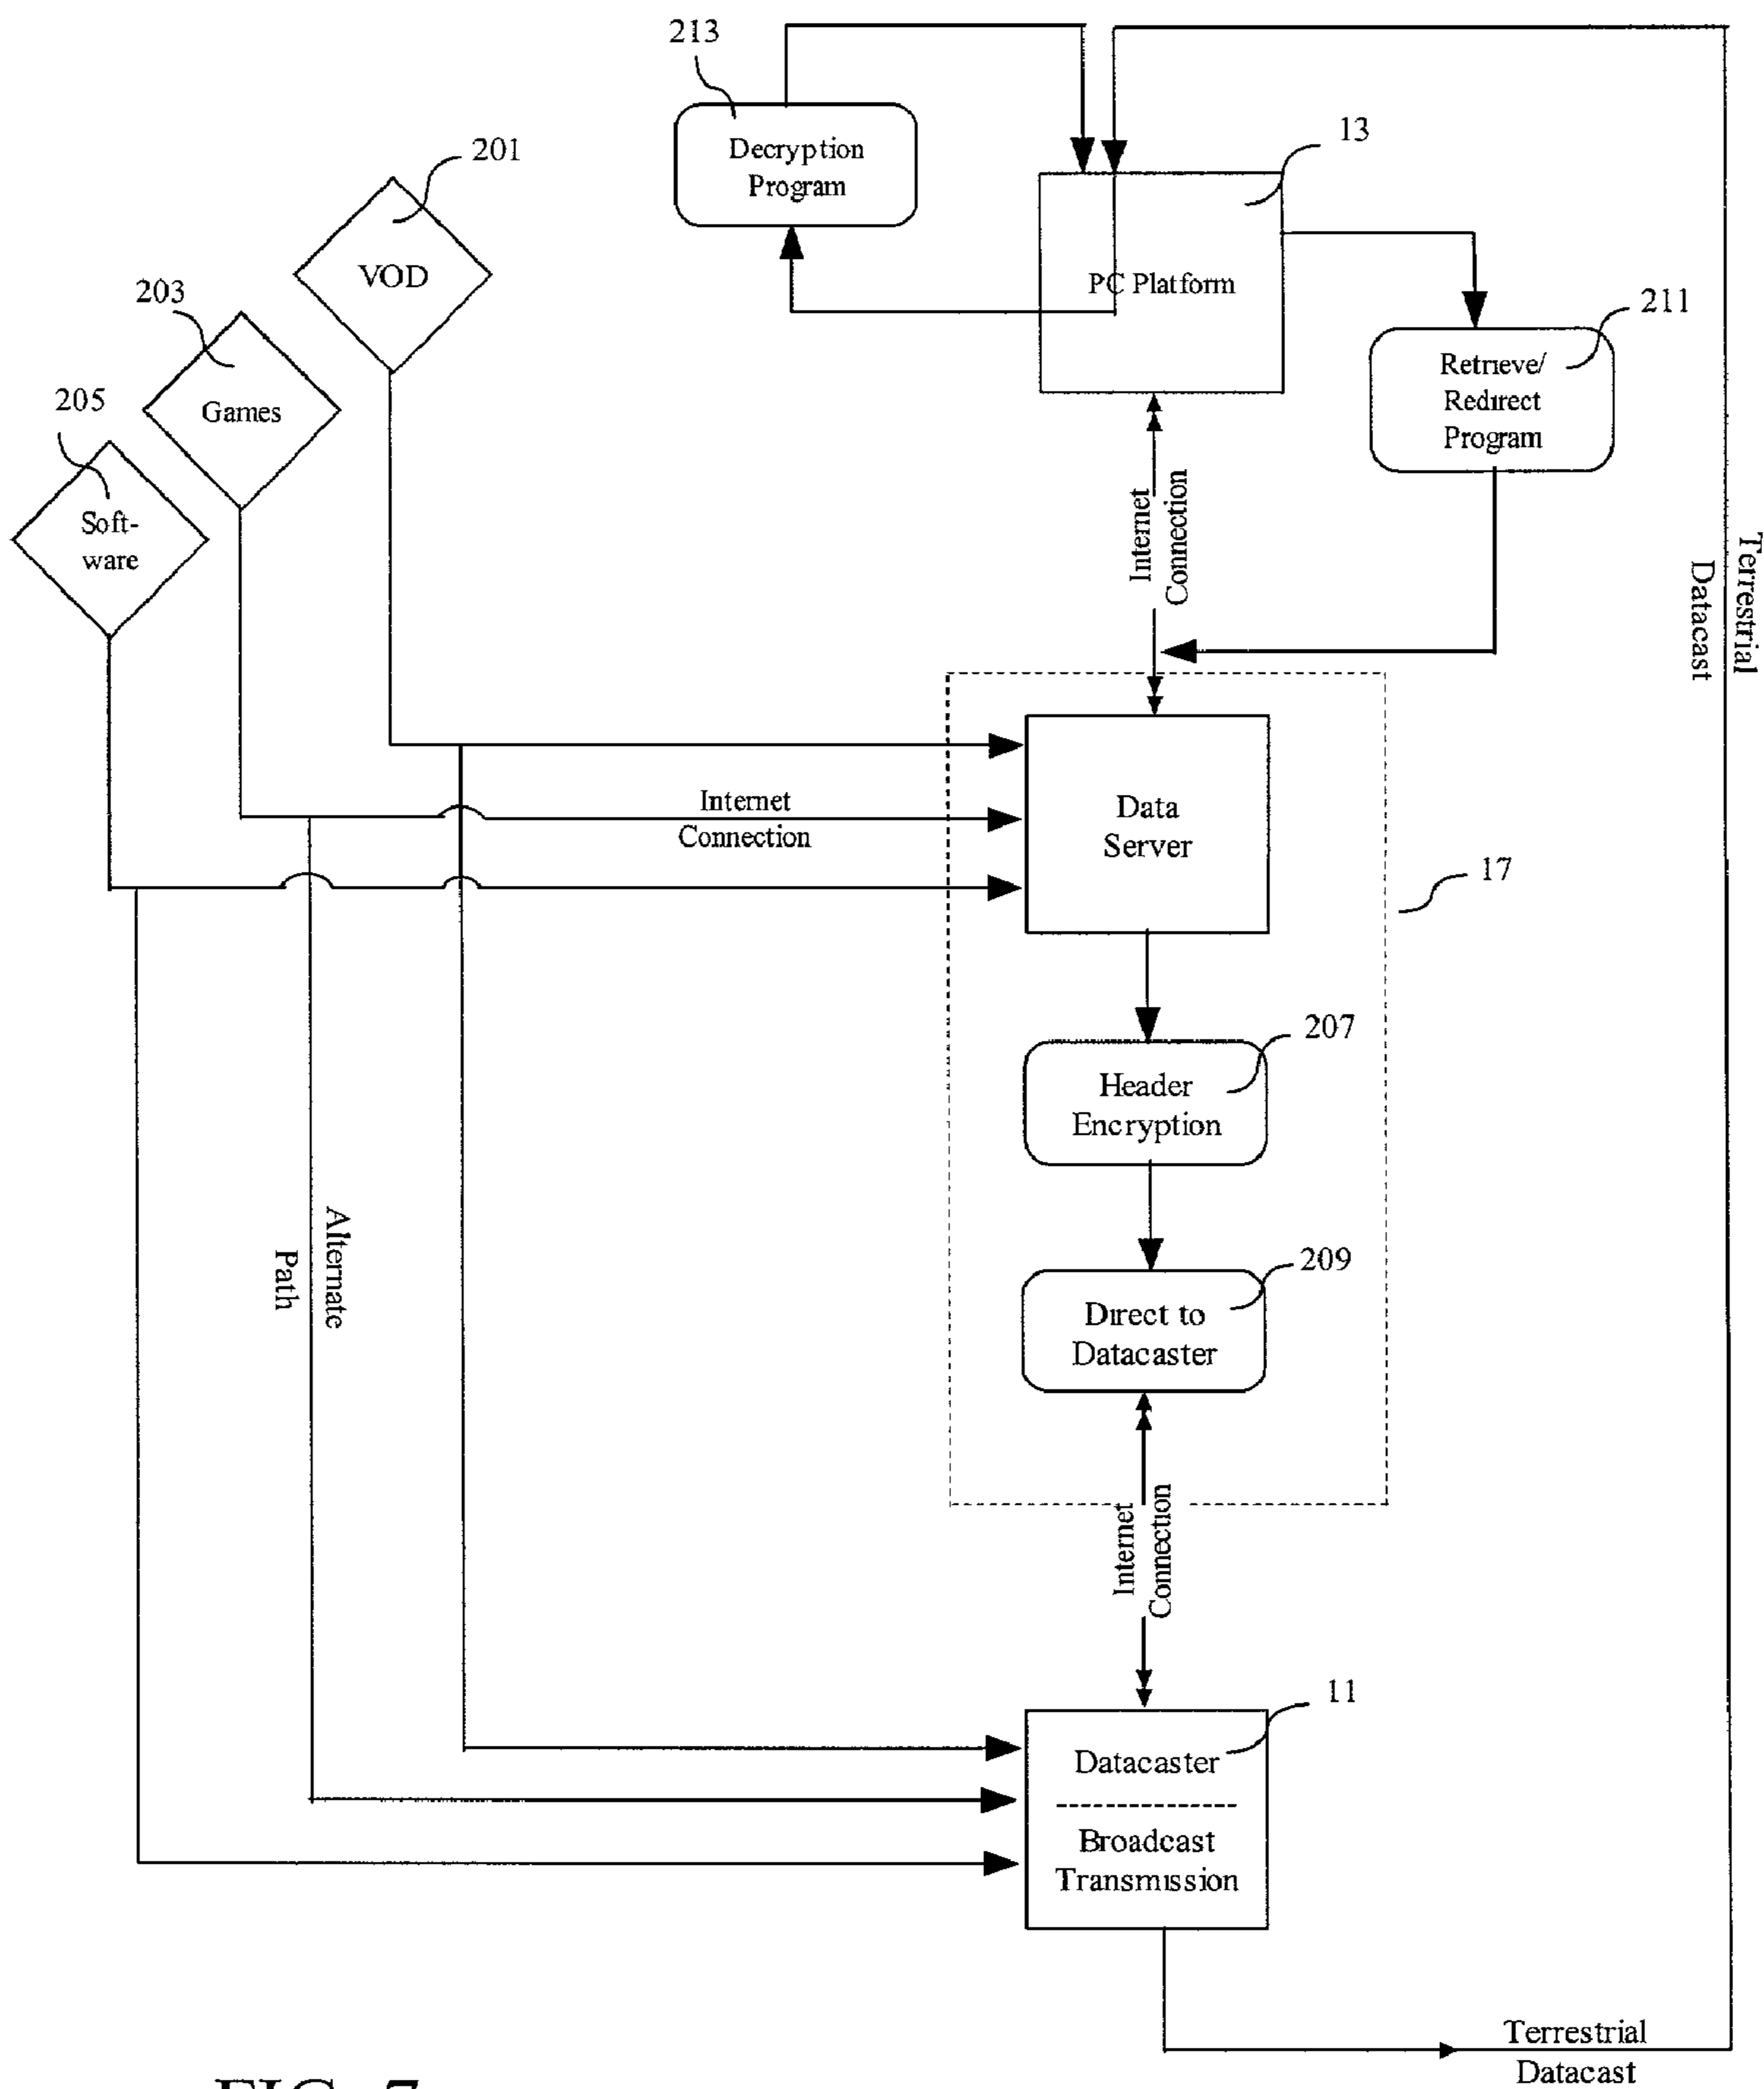 213
Decryption
Program
13
201
VOD
PC Platform
203
Games
211
Retrieve/
Redirect
Program
205
Soft-
ware
Internet
Connection
Terrestrial
Datacast
Internet
Connection
Data
Server
17
207
Header
Encryption
Alternate
Path
209
Direct to
Datacaster
Internet
Connection
11
Datacaster
Broadcast
Transmission
Terrestrial
Datacast
FIG. 7